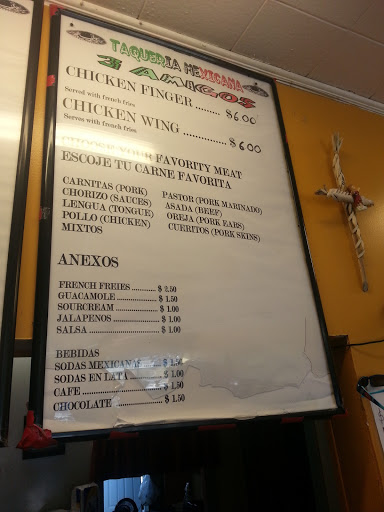 TAQUERIA MEXICANA
3 AMIGOS
CHICKEN FINGER ........ $6.00
Served with french fries
CHICKEN WING ............. $6.00
Serves with french fries
CHOOSE YOUR FAVORITY MEAT
ESCOJE TU CARNE FAVORITA
CARNITAS (PORK)
CHORIZO (SAUCES)
LENGUA (TONGUE)
POLLO (CHICKEN)
MIXTOS
PASTOR (PORK MARINADO)
ASADA (BEEF)
OREJA (PORK EARS)
CUERITOS (PORK SKINS)
ANEXOS
FRENCH FREIES ........... $ 2.50
GUACAMOLE ............... $ 1.50
SOURCREAM ............... $ 1.00
JALAPENOS ................ $ 1.00
SALSA ........................ $ 1.00
BEBIDAS
SODAS MEXICANAS ..... $ 1.50
SODAS EN LATA .......... $ 1.00
CAFE .......................... $ 1.50
CHOCOLATE .............. $ 1.50